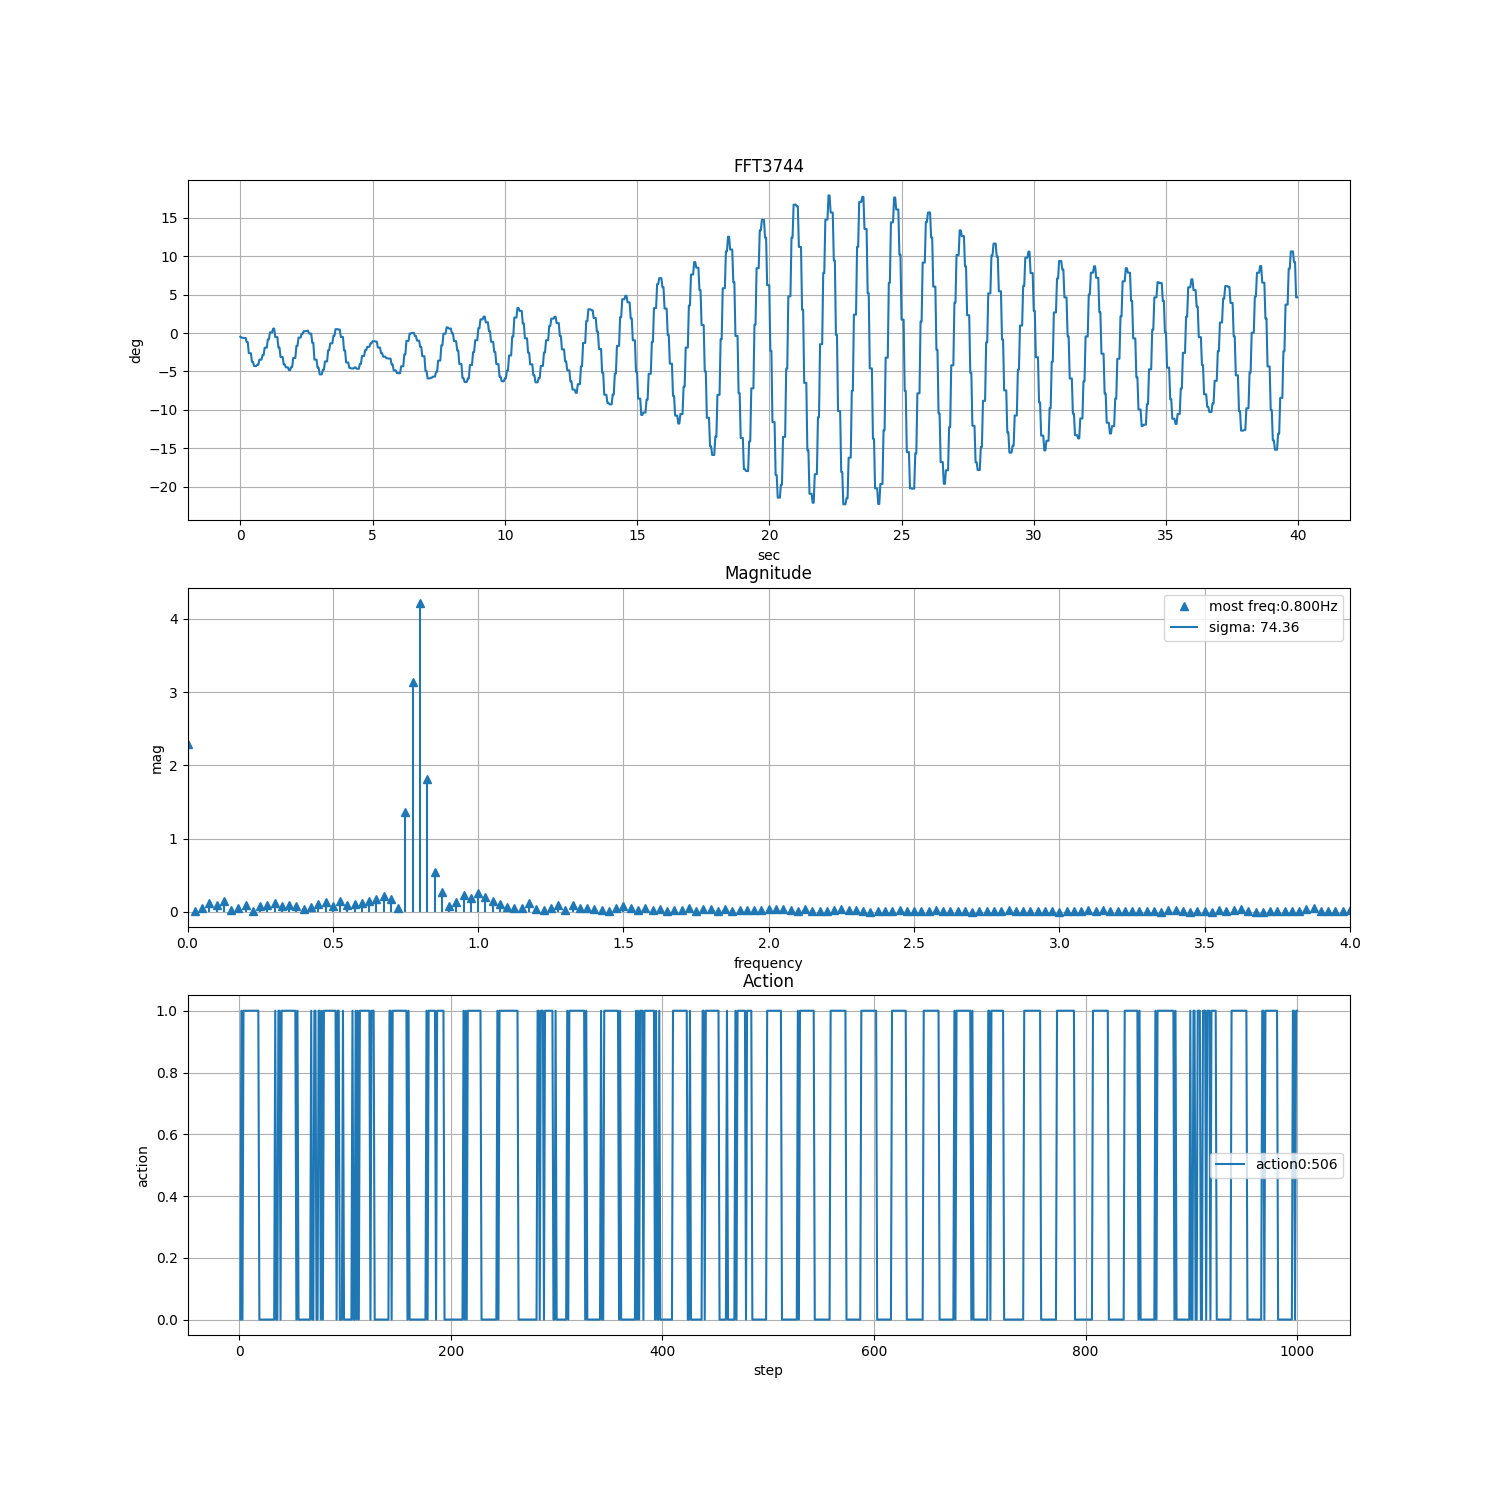 FFT3744
15
10
5
0
−5
−10
−15
−20
deg
0 5 10 15 20 25 30 35 40
sec
Magnitude
most freq:0.800Hz
sigma: 74.36
4
3
2
1
0
mag
0.0 0.5 1.0 1.5 2.0 2.5 3.0 3.5 4.0
frequency
Action
1.0
0.8
0.6
0.4
0.2
0.0
action
action0:506
0 200 400 600 800 1000
step